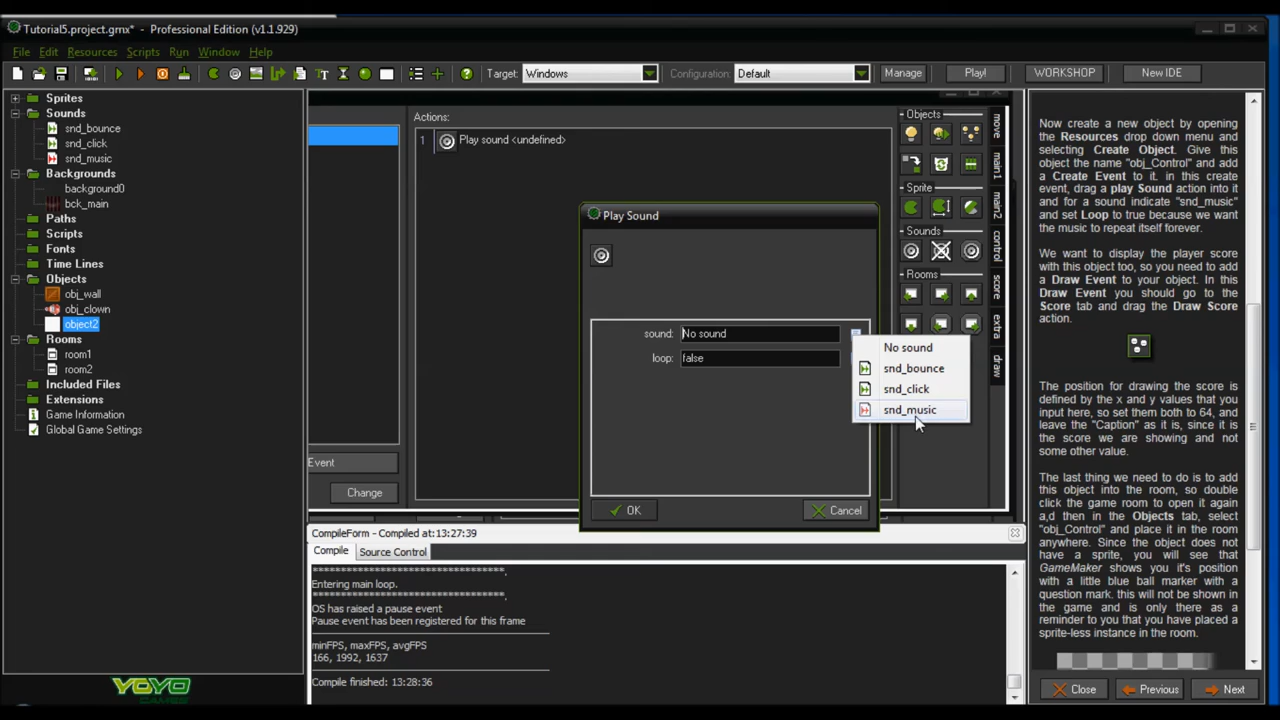 Tutorial5.project.gmx* - Professional Edition (v1.1.929)
File Edit Resources Scripts Run Window Help
Target: Windows Configuration: Default Manage Play! WORKSHOP New IDE
Sprites
Sounds
snd_bounce
snd_click
snd_music
Backgrounds
background0
bck_main
Paths
Scripts
Fonts
Time Lines
Objects
obj_wall
obj_clown
object2
Rooms
room1
room2
Included Files
Extensions
Game Information
Global Game Settings
YOYO
GAMES
Event
Change
Actions:
1 Play sound <undefined>
Play Sound
sound: No sound
loop: false
No sound
snd_bounce
snd_click
snd_music
OK Cancel
Objects
Sprite
Sounds
Rooms
move
main1
main2
control
score
extra
draw
CompileForm - Compiled at:13:27:39
Compile Source Control
***********************************.
Entering main loop.
***********************************.
OS has raised a pause event
Pause event has been registered for this frame
minFPS, maxFPS, avgFPS
166, 1992, 1637
Compile finished: 13:28:36
Now create a new object by opening
the Resources drop down menu and
selecting Create Object. Give this
object the name "obj_Control" and add
a Create Event to it. in this create
event, drag a play Sound action into it
and for a sound indicate "snd_music"
and set Loop to true because we want
the music to repeat itself forever.
We want to display the player score
with this object too, so you need to add
a Draw Event to your object. In this
Draw Event you should go to the
Score tab and drag the Draw Score
action.
The position for drawing the score is
defined by the x and y values that you
input here, so set them both to 64, and
leave the "Caption" as it is, since it is
the score we are showing and not
some other value.
The last thing we need to do is to add
this object into the room, so double
click the game room to open it again
a,d then in the Objects tab, select
"obj_Control" and place it in the room
anywhere. Since the object does not
have a sprite, you will see that
GameMaker shows you it's position
with a little blue ball marker with a
question mark. this will not be shown in
the game and is only there as a
reminder to you that you have placed a
sprite-less instance in the room.
Close Previous Next